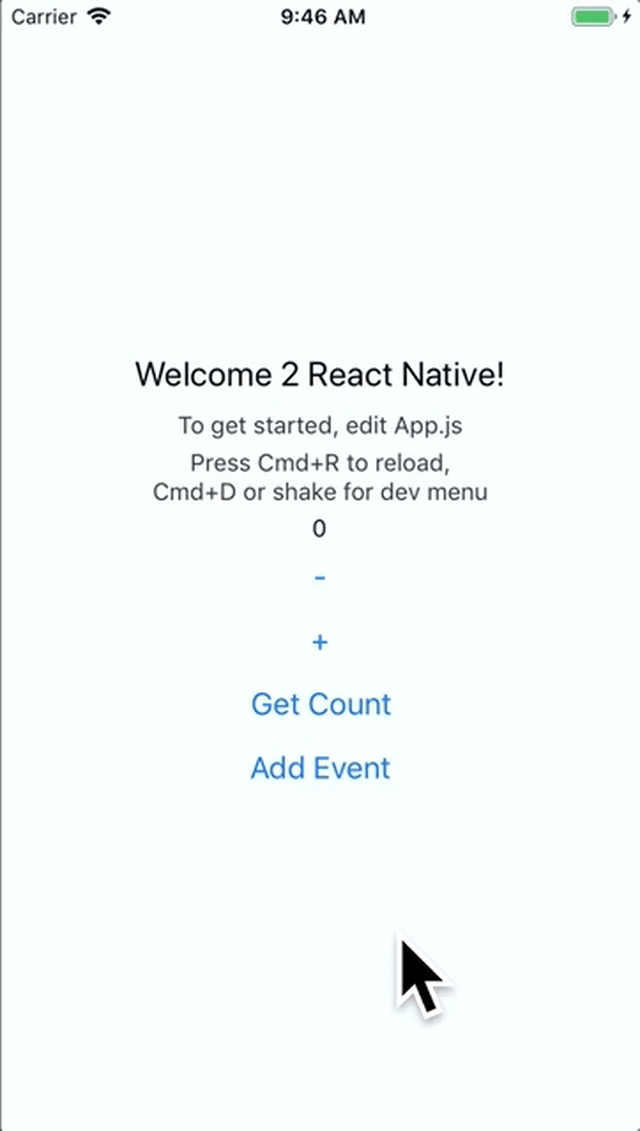 Carrier 9:46 AM
Welcome 2 React Native!
To get started, edit App.js
Press Cmd+R to reload,
Cmd+D or shake for dev menu
0
-
+
Get Count
Add Event